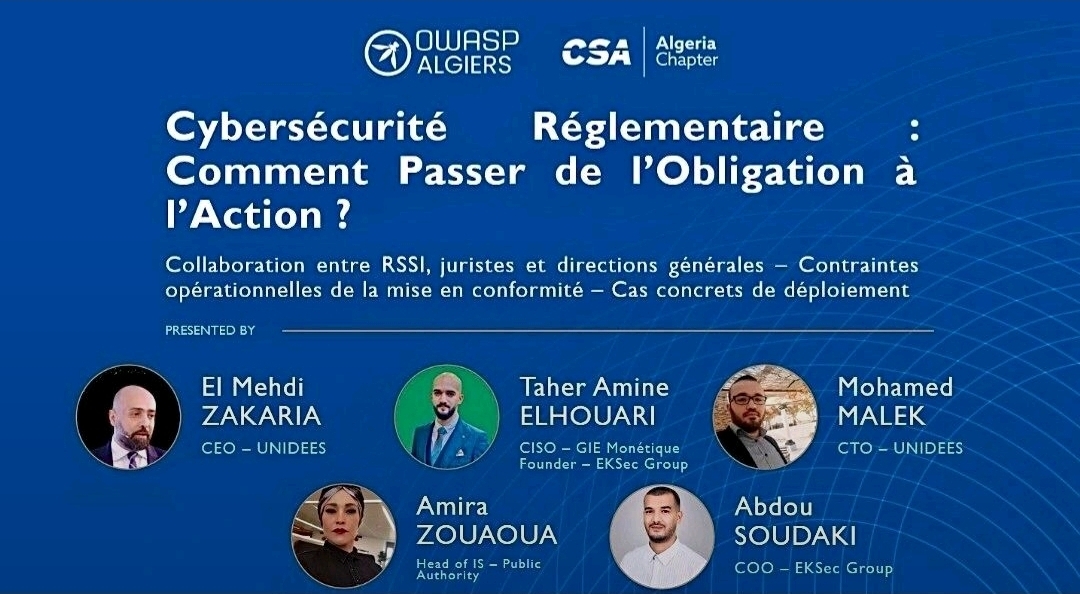 OWASP
ALGIERS
CSA
Algeria
Chapter
Cybersécurité Réglementaire :
Comment Passer de l'Obligation à
l'Action ?
Collaboration entre RSSI, juristes et directions générales – Contraintes
opérationnelles de la mise en conformité – Cas concrets de déploiement
PRESENTED BY
El Mehdi
ZAKARIA
CEO – UNIDEES
Taher Amine
ELHOUARI
CISO – GIE Monétique
Founder – EKSec Group
Mohamed
MALEK
CTO – UNIDEES
Amira
ZOUAOUA
Head of IS – Public
Authority
Abdou
SOUDAKI
COO – EKSec Group